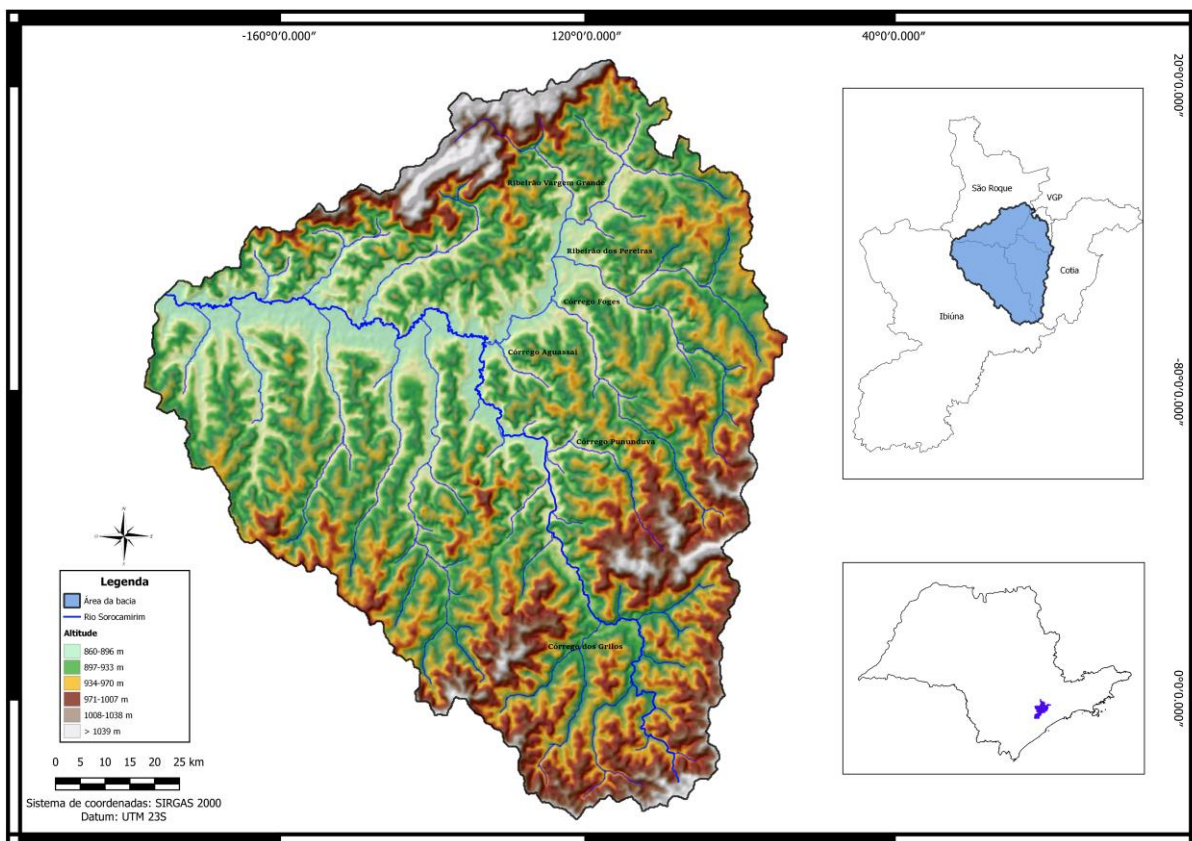 -160°0'0.000"
120°0'0.000"
40°0'0.000"
20°0'0.000"
-80°0'0.000"
0°0'0.000"
Ribeirão Vargem Grande
Ribeirão dos Pereiras
Córrego Foges
Córrego Aguassaí
Córrego Pununduva
Córrego dos Grilos
São Roque
VGP
Cotia
Ibiúna
N
Legenda
Área da bacia
Rio Sorocamirim
Altitude
860-896 m
897-933 m
934-970 m
971-1007 m
1008-1038 m
> 1039 m
0 5 10 15 20 25 km
Sistema de coordenadas: SIRGAS 2000
Datum: UTM 23S